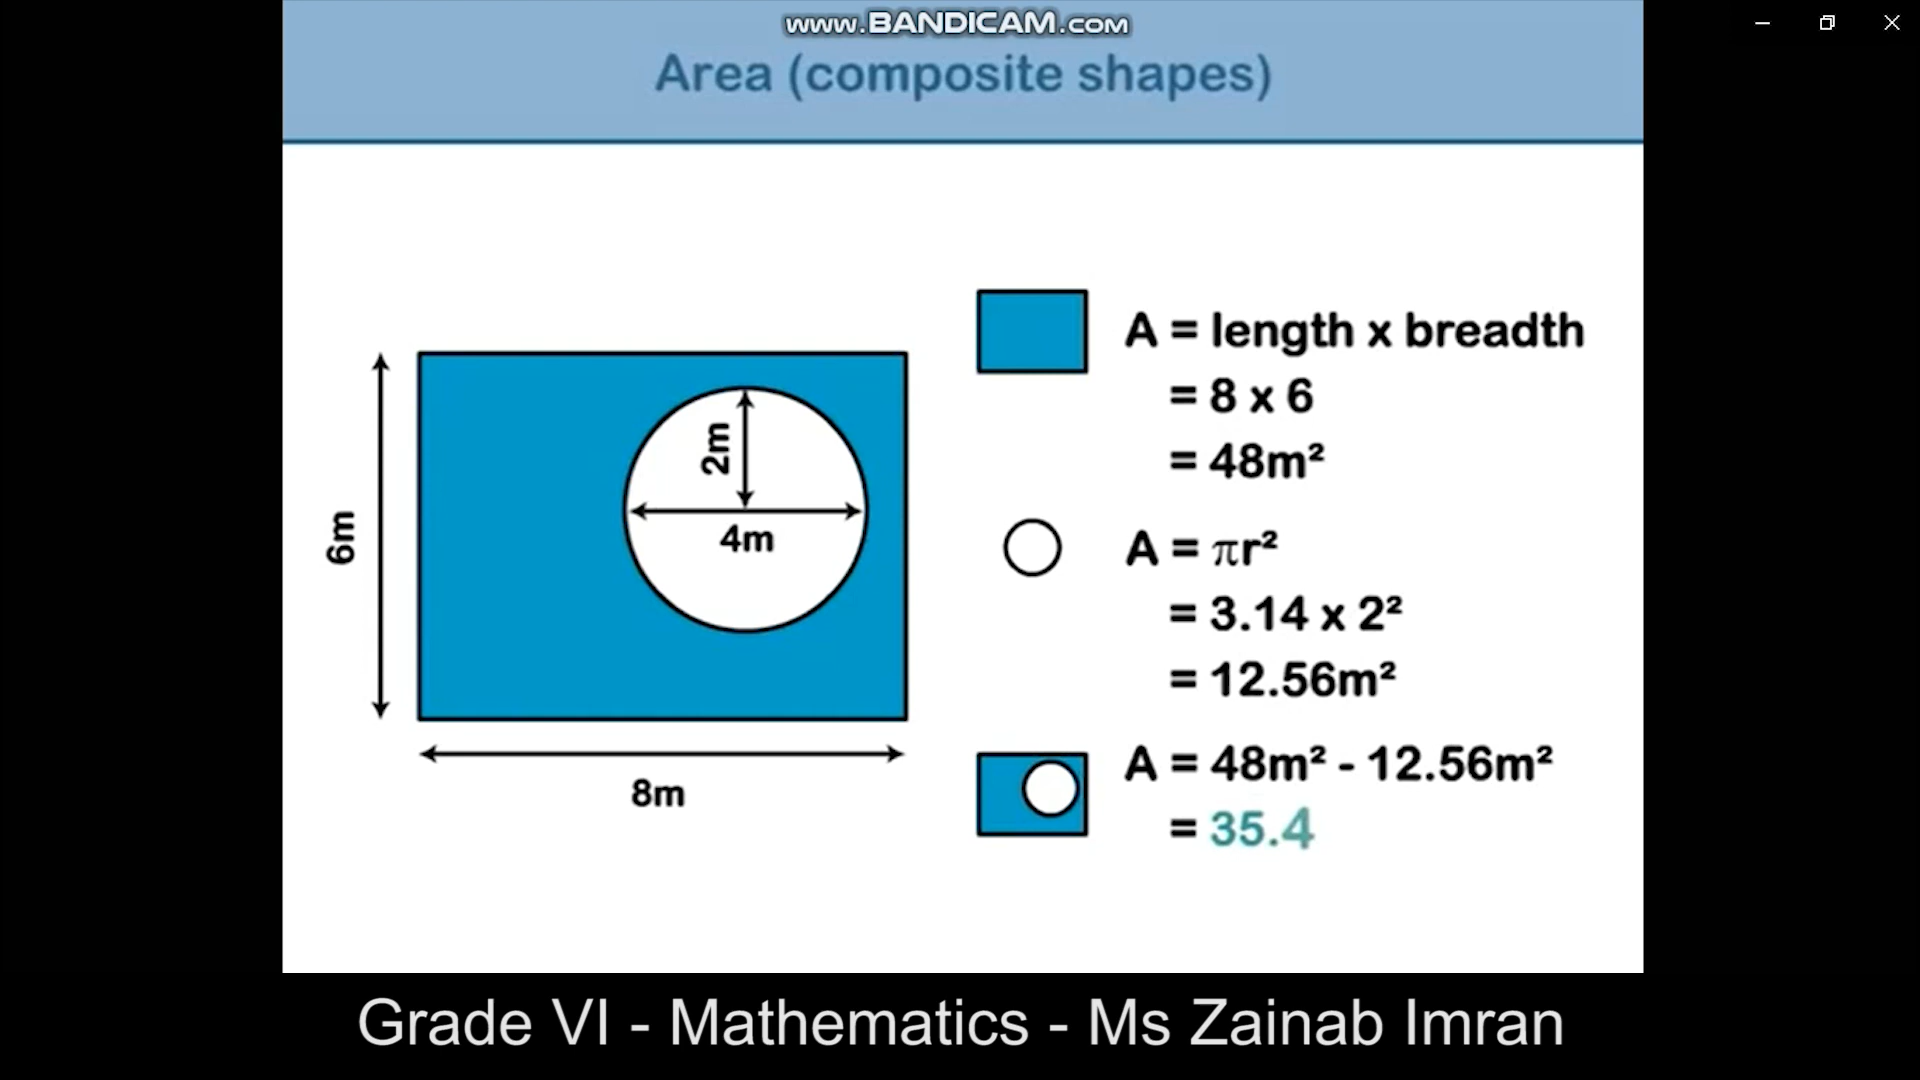 www.BANDICAM.com
Area (composite shapes)
A = length x breadth
= 8 x 6
= 48m²
2m
4m
6m
A = πr²
= 3.14 x 2²
= 12.56m²
8m
A = 48m² - 12.56m²
= 35.4
Grade VI - Mathematics - Ms Zainab Imran